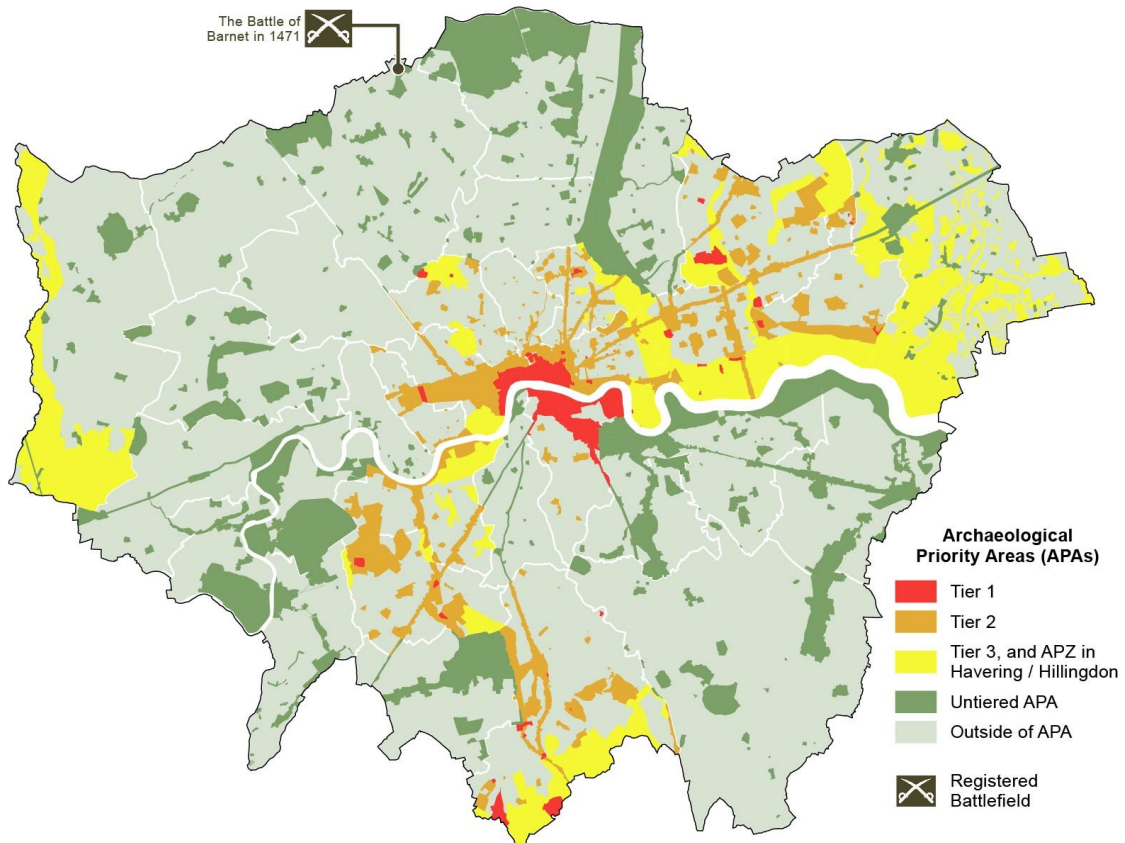 The Battle of
Barnet in 1471
Archaeological
Priority Areas (APAs)
Tier 1
Tier 2
Tier 3, and APZ in
Havering / Hillingdon
Untiered APA
Outside of APA
Registered
Battlefield